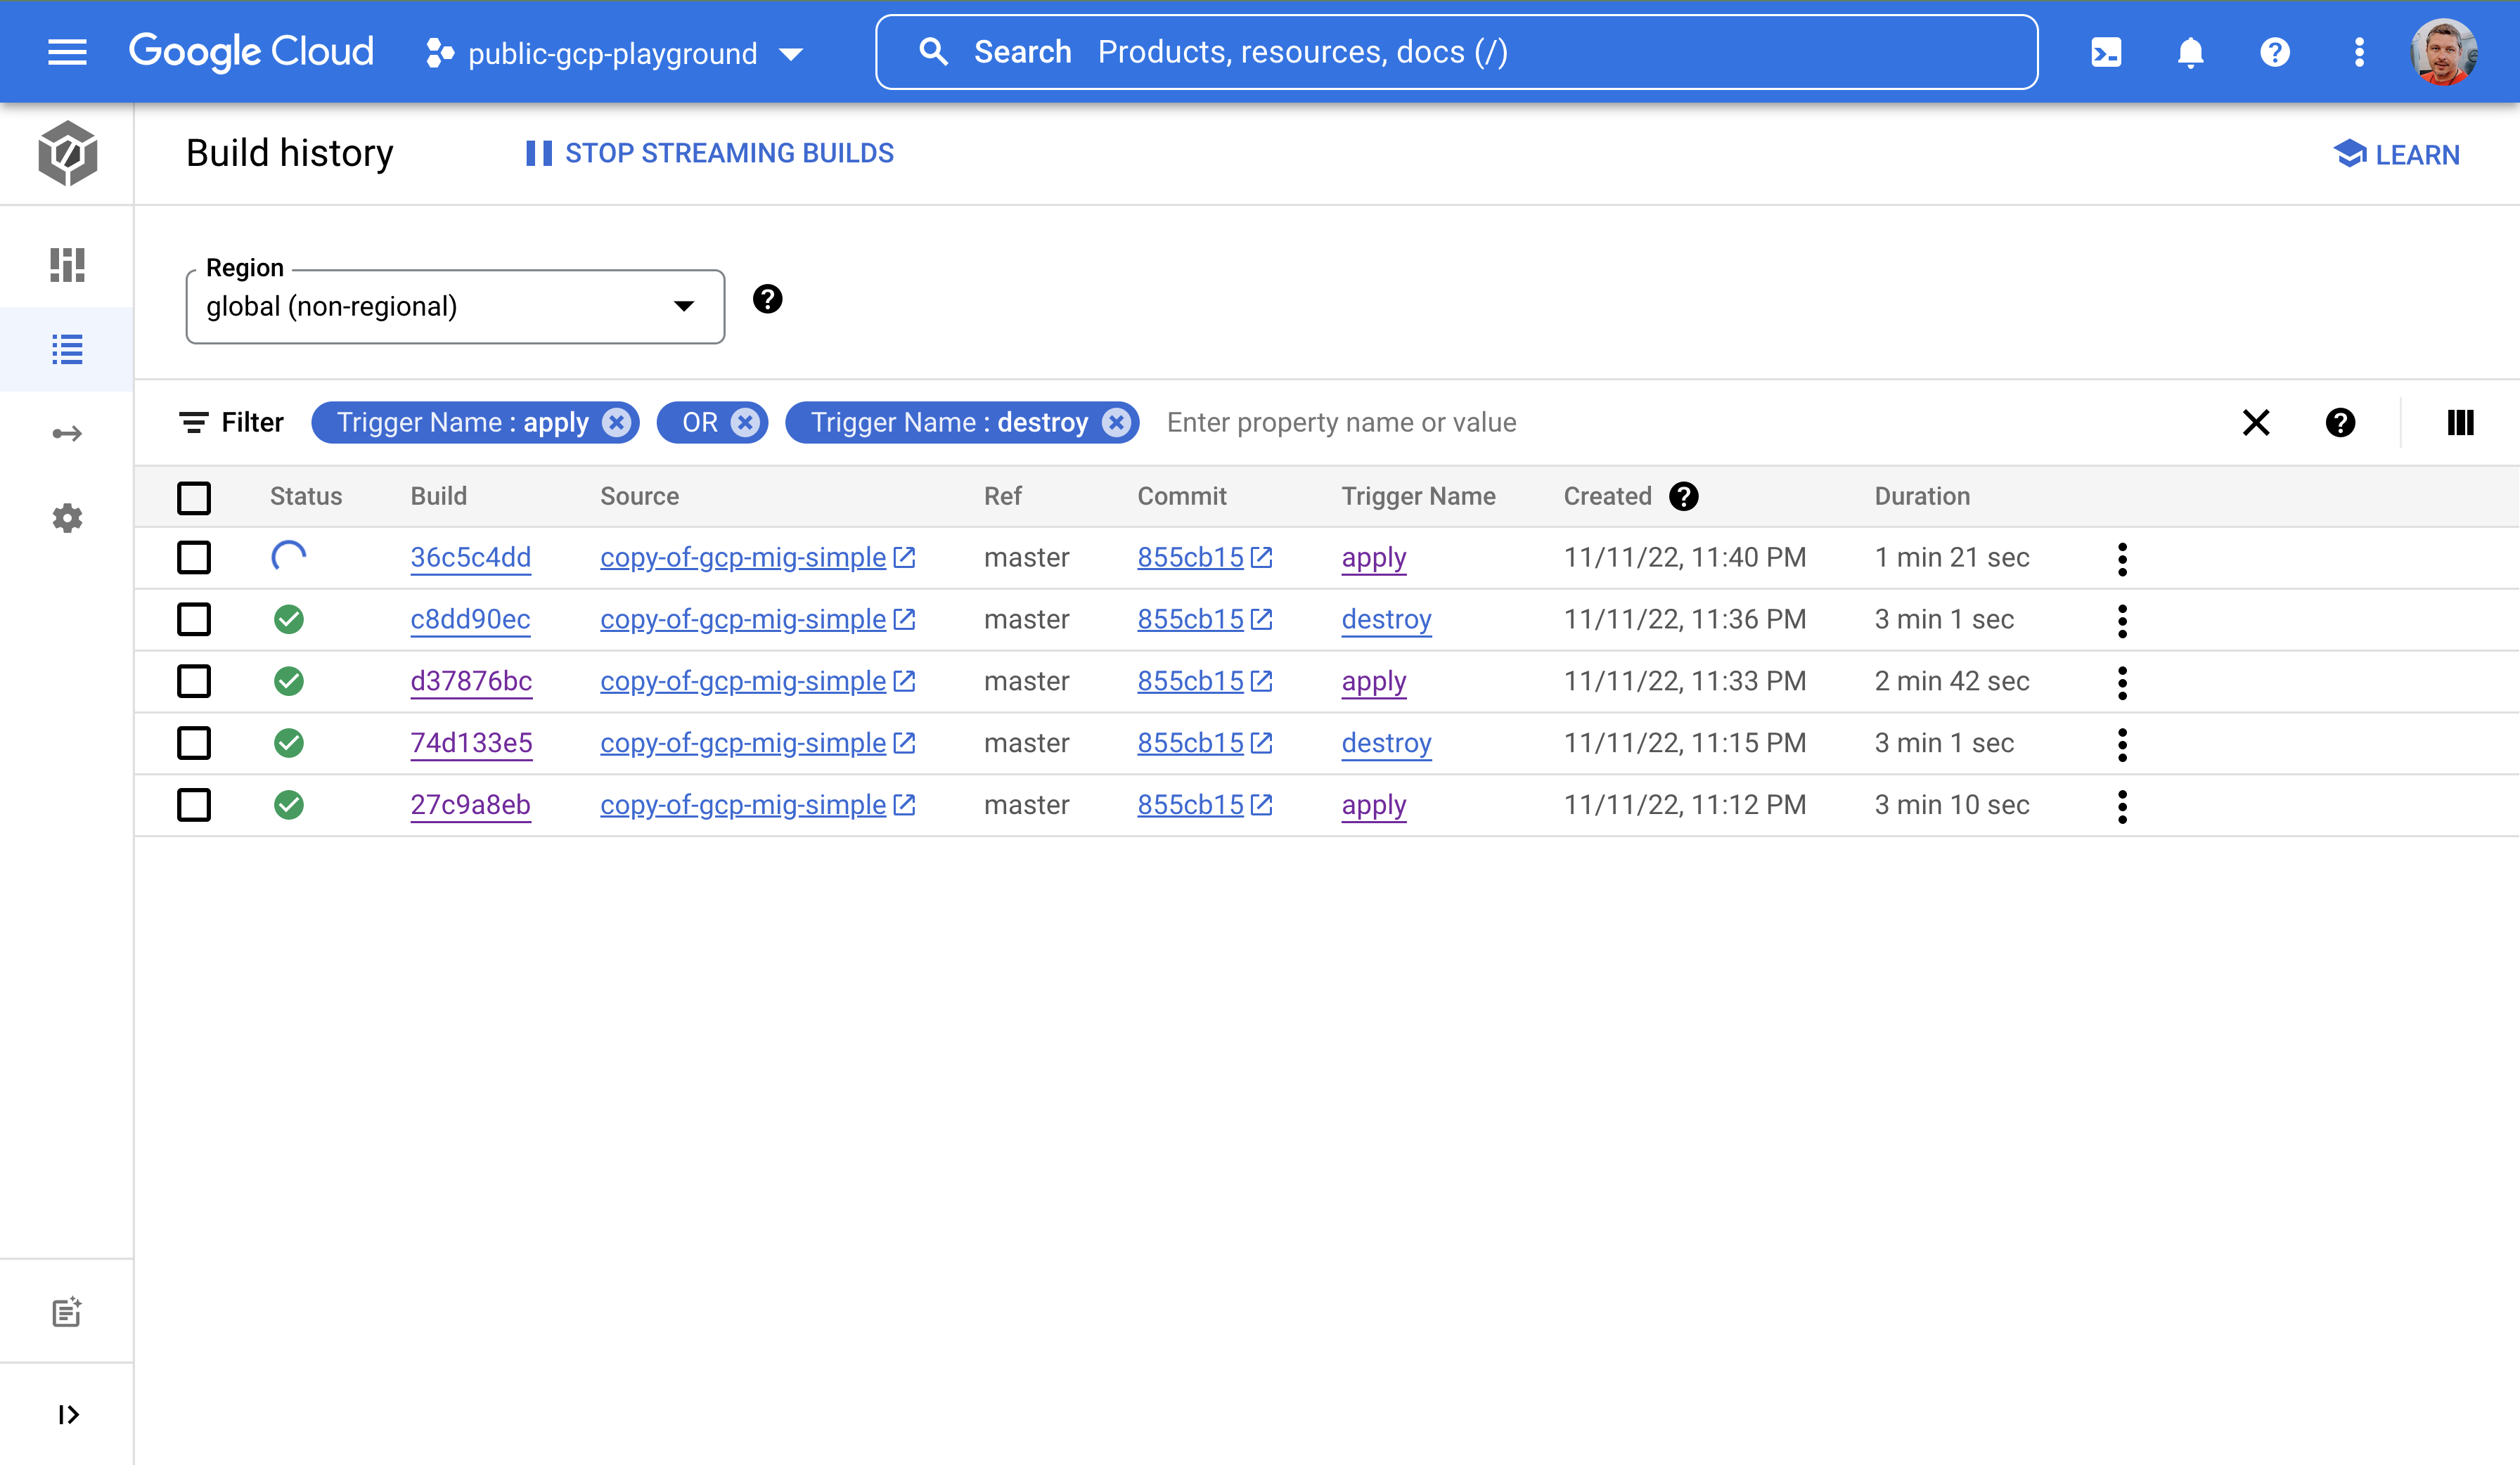 Google Cloud public-gcp-playground Search Products, resources, docs (/)
Build history STOP STREAMING BUILDS LEARN
Region
global (non-regional)
Filter Trigger Name : apply OR Trigger Name : destroy Enter property name or value
Status Build Source Ref Commit Trigger Name Created Duration
36c5c4dd copy-of-gcp-mig-simple master 855cb15 apply 11/11/22, 11:40 PM 1 min 21 sec
c8dd90ec copy-of-gcp-mig-simple master 855cb15 destroy 11/11/22, 11:36 PM 3 min 1 sec
d37876bc copy-of-gcp-mig-simple master 855cb15 apply 11/11/22, 11:33 PM 2 min 42 sec
74d133e5 copy-of-gcp-mig-simple master 855cb15 destroy 11/11/22, 11:15 PM 3 min 1 sec
27c9a8eb copy-of-gcp-mig-simple master 855cb15 apply 11/11/22, 11:12 PM 3 min 10 sec